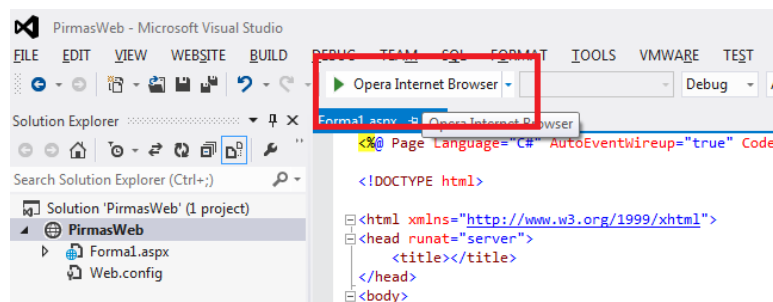 PirmasWeb - Microsoft Visual Studio
FILE EDIT VIEW WEBSITE BUILD DEBUG TEAM SQL FORMAT TOOLS VMWARE TEST
Opera Internet Browser Debug
Solution Explorer
Forma1.aspx
Opera Internet Browser
Search Solution Explorer (Ctrl+;)
Solution 'PirmasWeb' (1 project)
PirmasWeb
Forma1.aspx
Web.config
<%@ Page Language="C#" AutoEventWireup="true" Code
<!DOCTYPE html>
<html xmlns="http://www.w3.org/1999/xhtml">
<head runat="server">
<title></title>
</head>
<body>